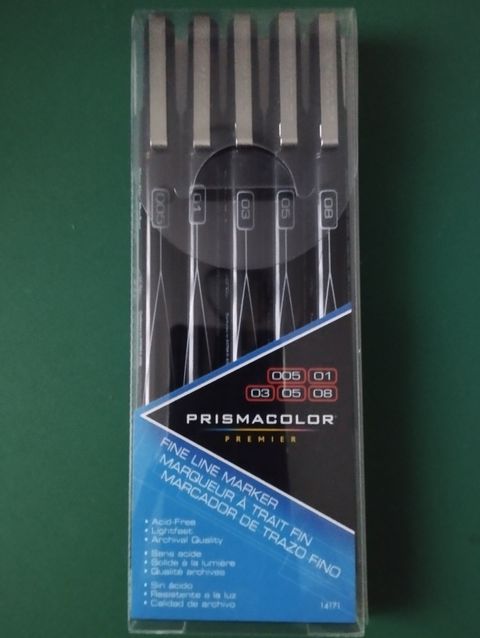 005 01 03 05 08
005 01
03 05 08
PRISMACOLOR®
PREMIER
FINE LINE MARKER
MARQUEUR À TRAIT FIN
MARCADOR DE TRAZO FINO
• Acid-Free
• Lightfast
• Archival Quality
• Sans acide
• Solide à la lumière
• Qualité archives
• Sin ácido
• Resistente a la luz
• Calidad de archivo
14171